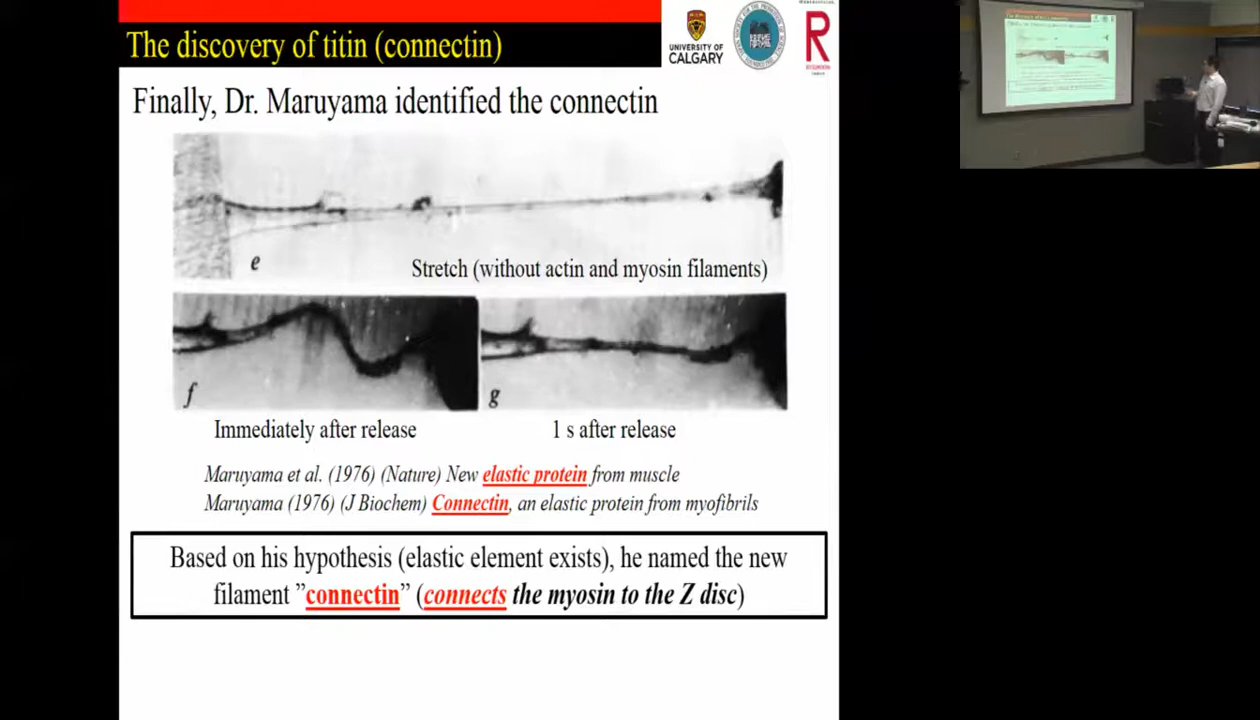 The discovery of titin (connectin)
UNIVERSITY OF
CALGARY
R
Finally, Dr. Maruyama identified the connectin
e
Stretch (without actin and myosin filaments)
f
g
Immediately after release
1 s after release
Maruyama et al. (1976) (Nature) New elastic protein from muscle
Maruyama (1976) (J Biochem) Connectin, an elastic protein from myofibrils
Based on his hypothesis (elastic element exists), he named the new
filament ”connectin” (connects the myosin to the Z disc)